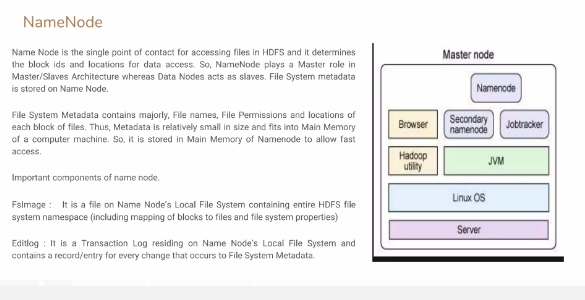 NameNode
Name Node is the single point of contact for accessing files in HDFS and it determines
the block ids and locations for data access. So, NameNode plays a Master role in
Master/Slaves Architecture whereas Data Nodes acts as slaves. File System metadata
is stored on Name Node.
File System Metadata contains majorly, File names, File Permissions and locations of
each block of files. Thus, Metadata is relatively small in size and fits into Main Memory
of a computer machine. So, it is stored in Main Memory of Namenode to allow fast
access.
Important components of name node.
FsImage : It is a file on Name Node's Local File System containing entire HDFS file
system namespace (including mapping of blocks to files and file system properties)
Editlog : It is a Transaction Log residing on Name Node's Local File System and
contains a record/entry for every change that occurs to File System Metadata.
Master node
Namenode
Browser
Secondary
namenode
Jobtracker
Hadoop
utility
JVM
Linux OS
Server